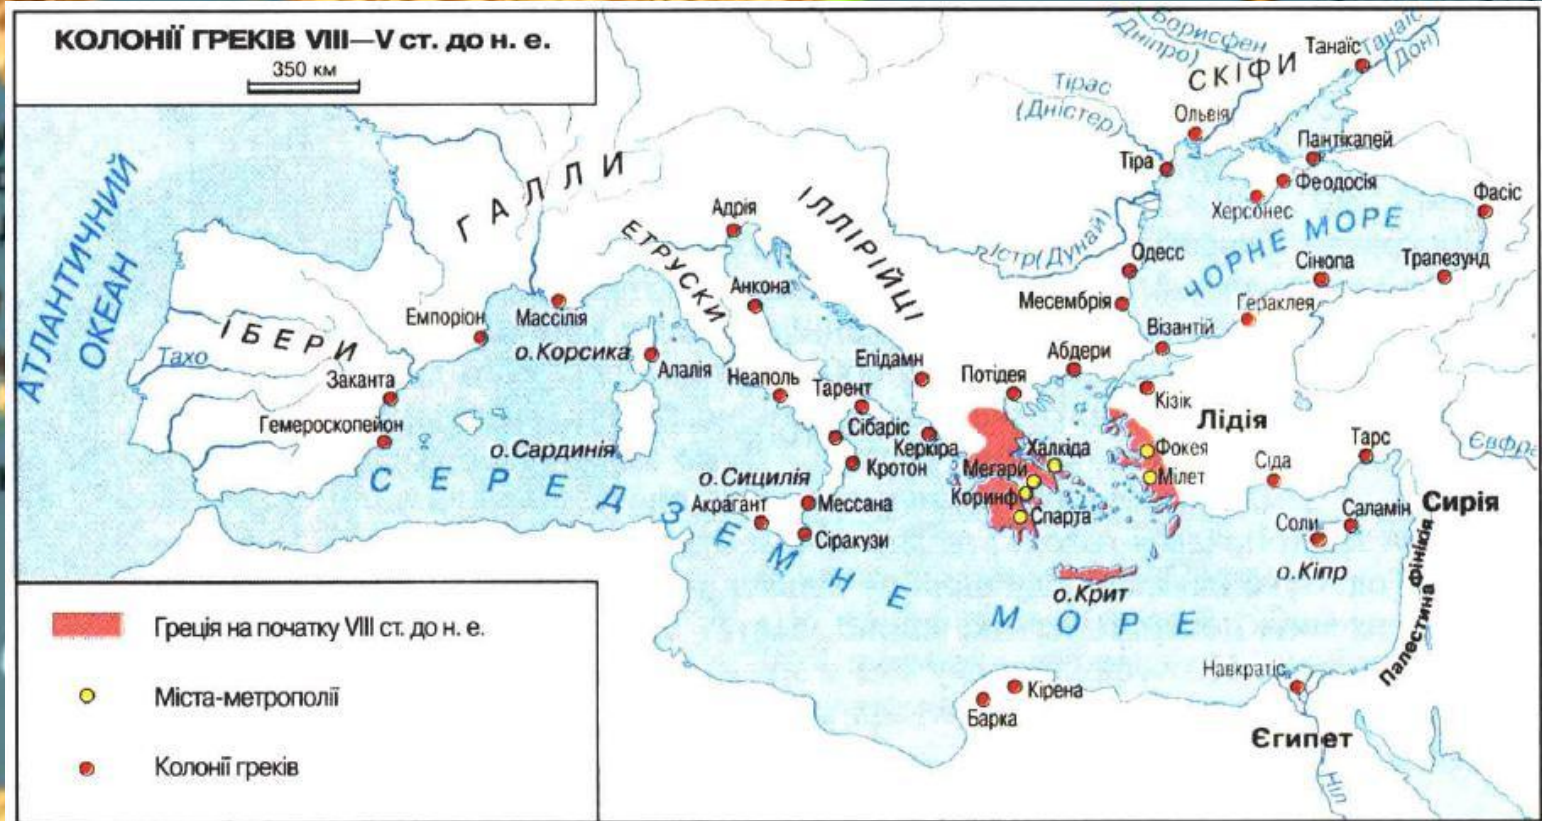 КОЛОНІЇ ГРЕКІВ VIII—V ст. до н. е.
350 км
АТЛАНТИЧНИЙ
ОКЕАН
Борисфен
(Дніпро)
Танаїс
Танаїс
(Дон)
СКІФИ
Тірас
(Дністер)
Ольвія
Тіра
Пантікапей
Феодосія
Херсонес
Фасіс
ЧОРНЕ МОРЕ
Істр(Дунай)
Одесс
Месембрія
Сінопа
Трапезунд
Гераклея
Візантій
ГАЛЛИ
Адрія
ЕТРУСКИ
ІЛЛІРІЙЦІ
Анкона
Емпоріон
Массілія
о.Корсика
Алалія
ІБЕРИ
Тахо
Заканта
Гемероскопейон
Неаполь
Тарент
Епідамн
Потідея
Абдери
Кізік
Лідія
Сібаріс
Керкіра
Кротон
Халкіда
Фокея
Мегари
Мілет
Коринф
Спарта
Сіда
Тарс
Євфра
о.Сардинія
о.Сицилія
Акрагант
Мессана
Сіракузи
Соли
Саламін
Сирія
о.Кіпр
Фінікія
Палестина
о.Крит
СЕРЕДЗЕМНЕ МОРЕ
Навкратіс
Кірена
Барка
Єгипет
Ніл
Греція на початку VIII ст. до н. е.
Міста-метрополії
Колонії греків